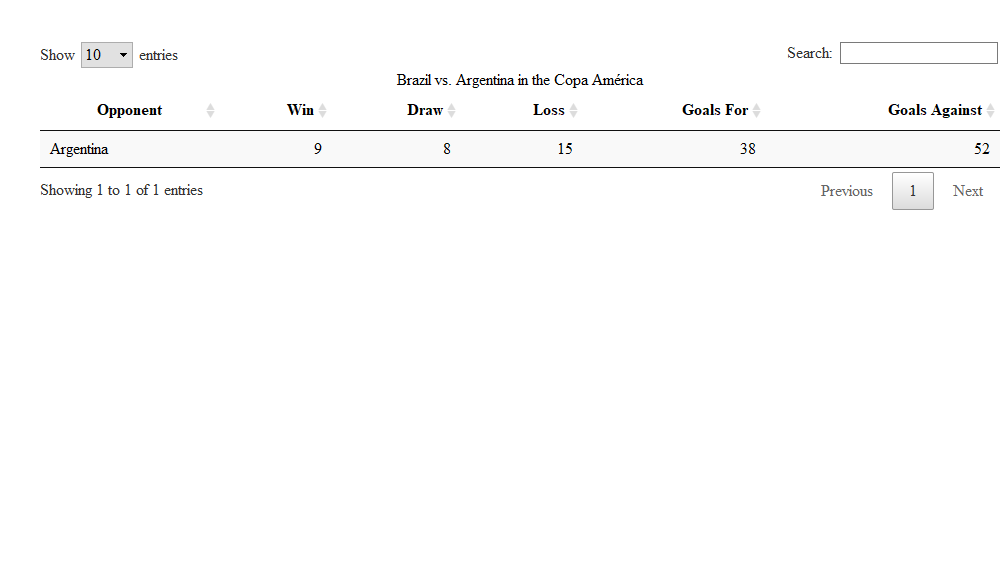 Show 10 entries Search:
Brazil vs. Argentina in the Copa América
Opponent Win Draw Loss Goals For Goals Against
Argentina 9 8 15 38 52
Showing 1 to 1 of 1 entries Previous 1 Next